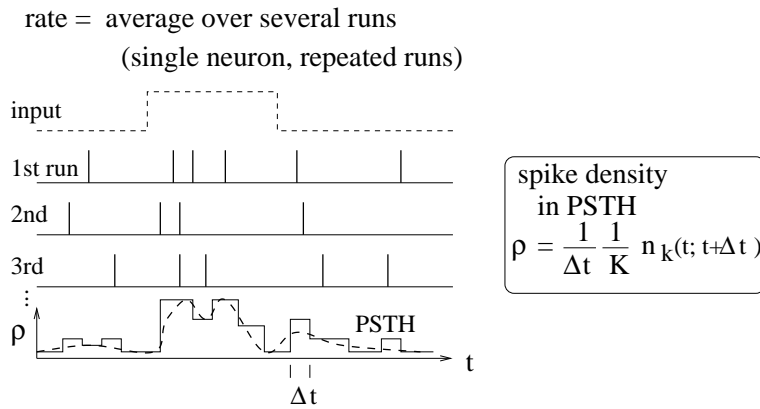 rate = average over several runs
(single neuron, repeated runs)
input
1st run
2nd
3rd
...
ρ
PSTH
t
Δt
spike density
in PSTH
ρ = 1/Δt 1/K n_k(t; t+Δt)